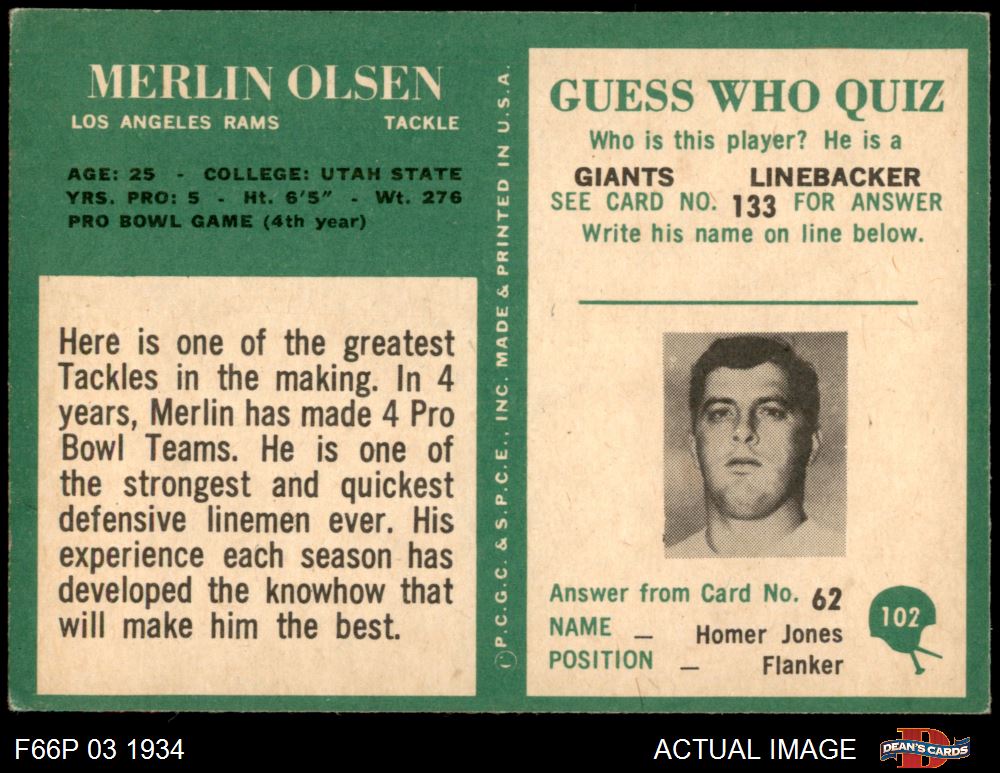 MERLIN OLSEN
LOS ANGELES RAMS TACKLE
AGE: 25 - COLLEGE: UTAH STATE
YRS. PRO: 5 - Ht. 6'5" - Wt. 276
PRO BOWL GAME (4th year)
Here is one of the greatest
Tackles in the making. In 4
years, Merlin has made 4 Pro
Bowl Teams. He is one of
the strongest and quickest
defensive linemen ever. His
experience each season has
developed the knowhow that
will make him the best.
© P.C.G.C. & S.P.C.E., INC. MADE & PRINTED IN U.S.A.
GUESS WHO QUIZ
Who is this player? He is a
GIANTS LINEBACKER
SEE CARD NO. 133 FOR ANSWER
Write his name on line below.
Answer from Card No. 62
NAME — Homer Jones
POSITION — Flanker
102
F66P 03 1934
ACTUAL IMAGE
D
DEAN'S CARDS